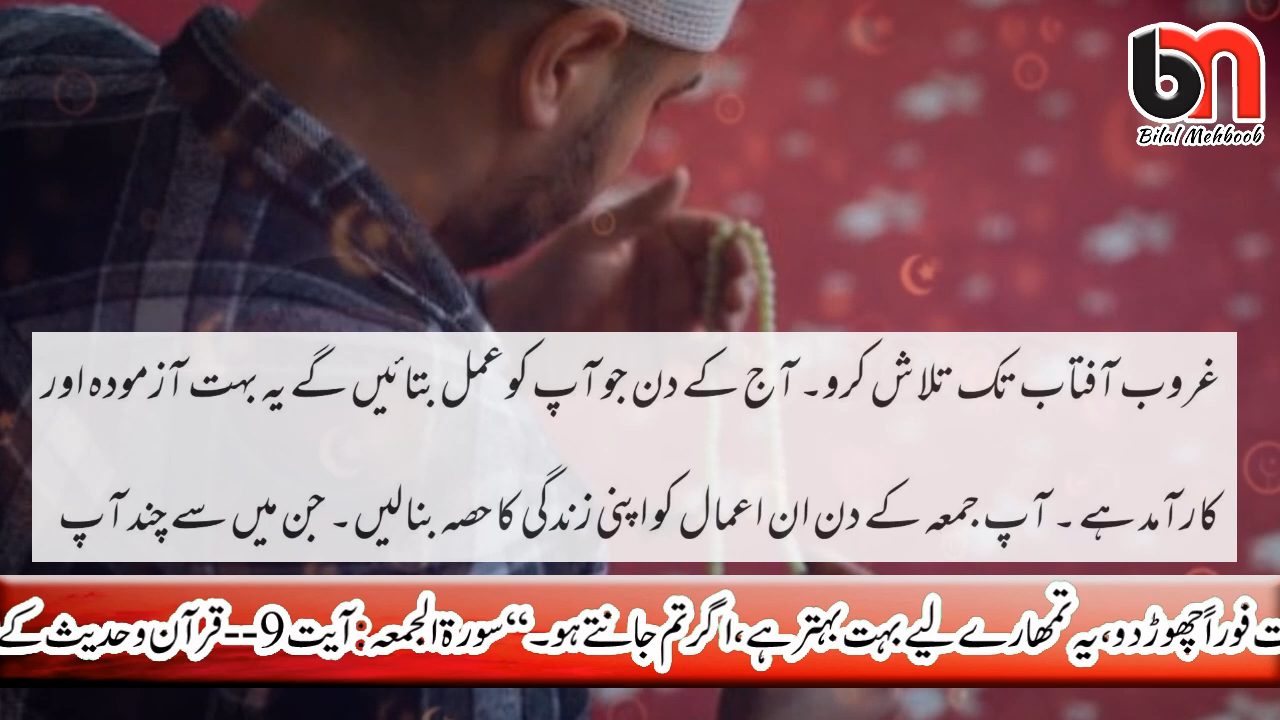 bm
Bilal Mehboob
غروب آفتاب تک تلاش کرو۔ آج کے دن جو آپ کو عمل بتائیں گے یہ بہت آزمودہ اور
کارآمد ہے ۔ آپ جمعہ کے دن ان اعمال کو اپنی زندگی کا حصہ بنالیں۔ جن میں سے چند آپ
فوراً چھوڑ دو، یہ تمھارے لیے بہت بہتر ہے، اگر تم جانتے ہو۔“ سورۃ الجمعہ: آیت 9--قرآن وحدیث کے